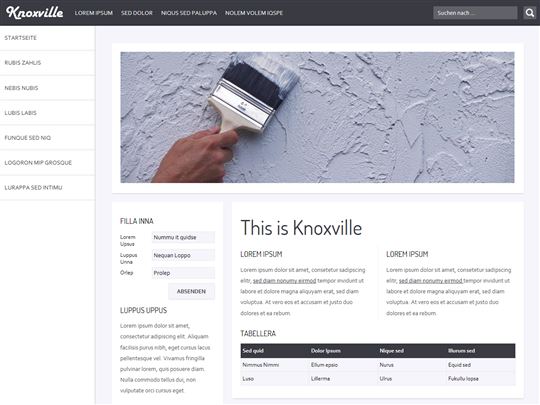 Knoxville LOREM IPSUM SED DOLOR NIQUS SED PALUPPA NOLEM VOLEM IQSPE Suchen nach ...
STARTSEITE
RUBIS ZAHLIS
NEBIS NUBIS
LUBIS LABIS
FUNQUE SED NIQ
LOGORON MIP GROSQUE
LURAPPA SED INTIMU
FILLA INNA
Lorem Upsus Nummu it quidse
Luppus Unna Nequan Loppo
Orlep Prolep
ABSENDEN
LUPPUS UPPUS
Lorem ipsum dolor sit amet,
consetetur adipiscing elit. Aliquam
facilisis purus nibh, eget cursus lacus
pellentesque vel. Vivamus fringilla
pulvinar lorem, quis posuere diam.
Nulla commodo tellus dui, non
vulputate orci cursus eget.
This is Knoxville
LOREM IPSUM
Lorem ipsum dolor sit amet, consetetur sadipscing
elitr, sed diam nonumy eirmod tempor invidunt ut
labore et dolore magna aliquyam erat, sed diam
voluptua. At vero eos et accusam et justo duo
dolores et ea rebum.
LOREM IPSUM
Lorem ipsum dolor sit amet, consetetur sadipscing
elitr, sed diam nonumy eirmod tempor invidunt ut
labore et dolore magna aliquyam erat, sed diam
voluptua. At vero eos et accusam et justo duo
dolores et ea rebum.
TABELLERA
Sed quid Dolor Ipsum Nique sed Illurum sed
Nimmus Nimmi Ellum epsio Nurus Equid sed
Luso Lillerma Ulrus Fukullu lopsa